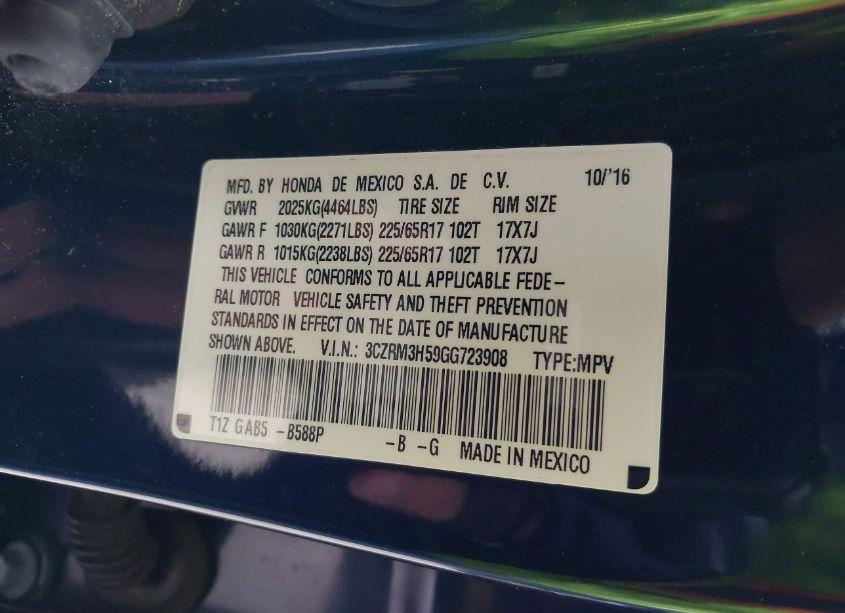 MFD. BY HONDA DE MEXICO S.A. DE C.V. 10/'16
GVWR 2025KG(4464LBS) TIRE SIZE RIM SIZE
GAWR F 1030KG(2271LBS) 225/65R17 102T 17X7J
GAWR R 1015KG(2238LBS) 225/65R17 102T 17X7J
THIS VEHICLE CONFORMS TO ALL APPLICABLE FEDE-
RAL MOTOR VEHICLE SAFETY AND THEFT PREVENTION
STANDARDS IN EFFECT ON THE DATE OF MANUFACTURE
SHOWN ABOVE. V.I.N.: 3CZRM3H59GG723908 TYPE:MPV
T1Z GAB5 -B588P -B -G MADE IN MEXICO